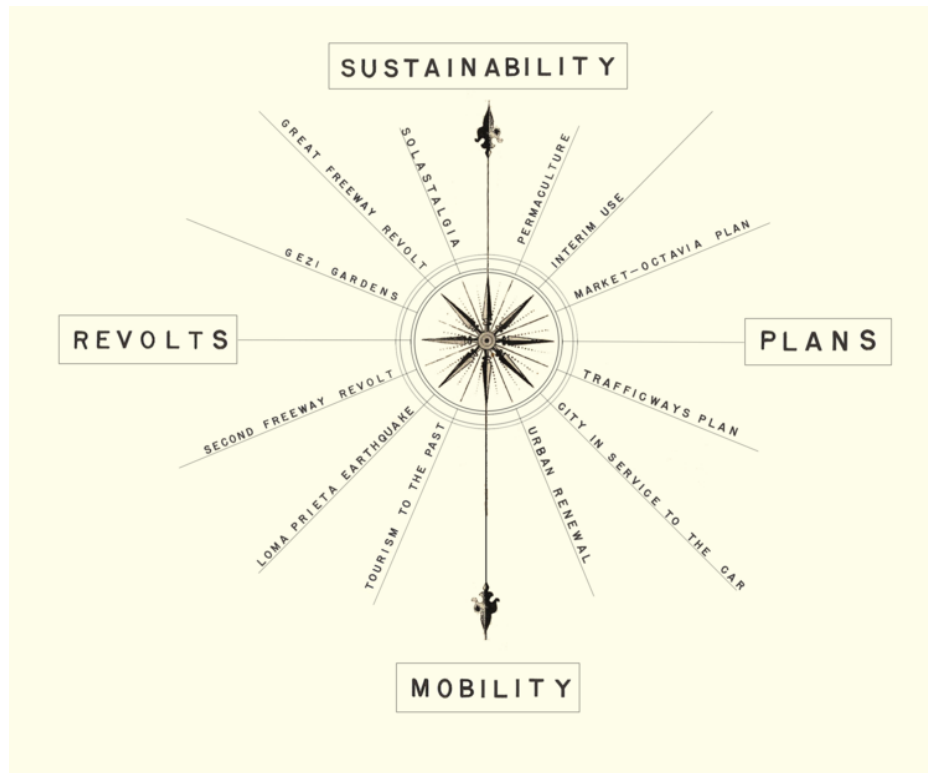 SUSTAINABILITY
GREAT FREEWAY REVOLT
SOLASTALGIA
PERMACULTURE
INTERIM USE
GEZI GARDENS
MARKET-OCTAVIA PLAN
REVOLTS
PLANS
SECOND FREEWAY REVOLT
TRAFFICWAYS PLAN
LOMA PRIETA EARTHQUAKE
TOURISM TO THE PAST
URBAN RENEWAL
CITY IN SERVICE TO THE CAR
MOBILITY